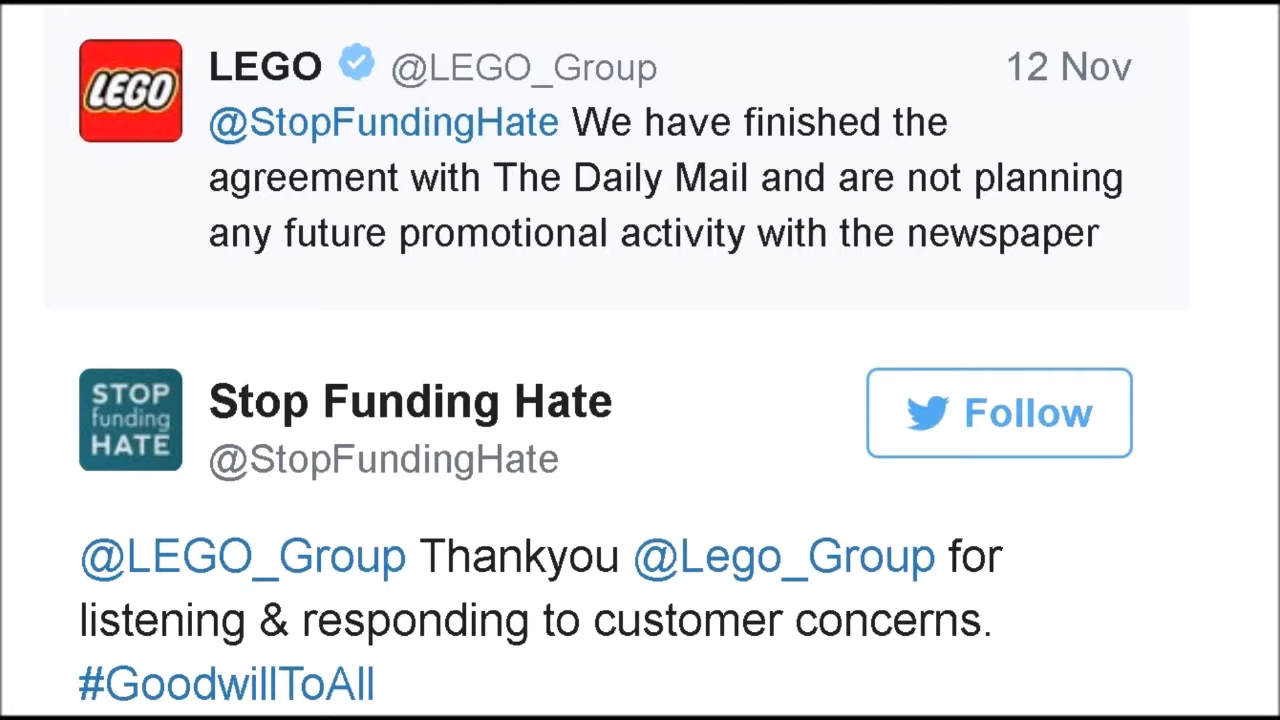 LEGO
LEGO @LEGO_Group 12 Nov
@StopFundingHate We have finished the
agreement with The Daily Mail and are not planning
any future promotional activity with the newspaper
STOP
funding
HATE
Stop Funding Hate
@StopFundingHate
Follow
@LEGO_Group Thankyou @Lego_Group for
listening & responding to customer concerns.
#GoodwillToAll